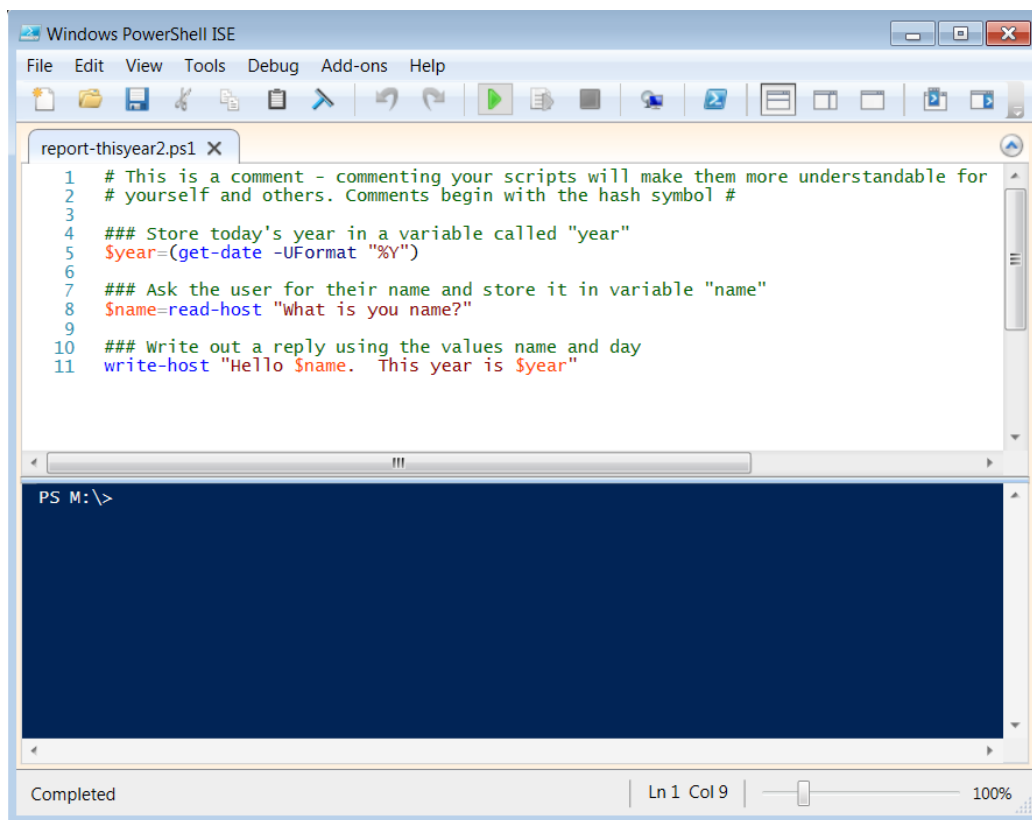 Windows PowerShell ISE
File Edit View Tools Debug Add-ons Help
report-thisyear2.ps1 X
1 # This is a comment - commenting your scripts will make them more understandable for
2 # yourself and others. Comments begin with the hash symbol #
3
4 ### Store today's year in a variable called "year"
5 $year=(get-date -UFormat "%Y")
6
7 ### Ask the user for their name and store it in variable "name"
8 $name=read-host "What is you name?"
9
10 ### Write out a reply using the values name and day
11 write-host "Hello $name.  This year is $year"
PS M:\>
Completed Ln 1 Col 9 100%